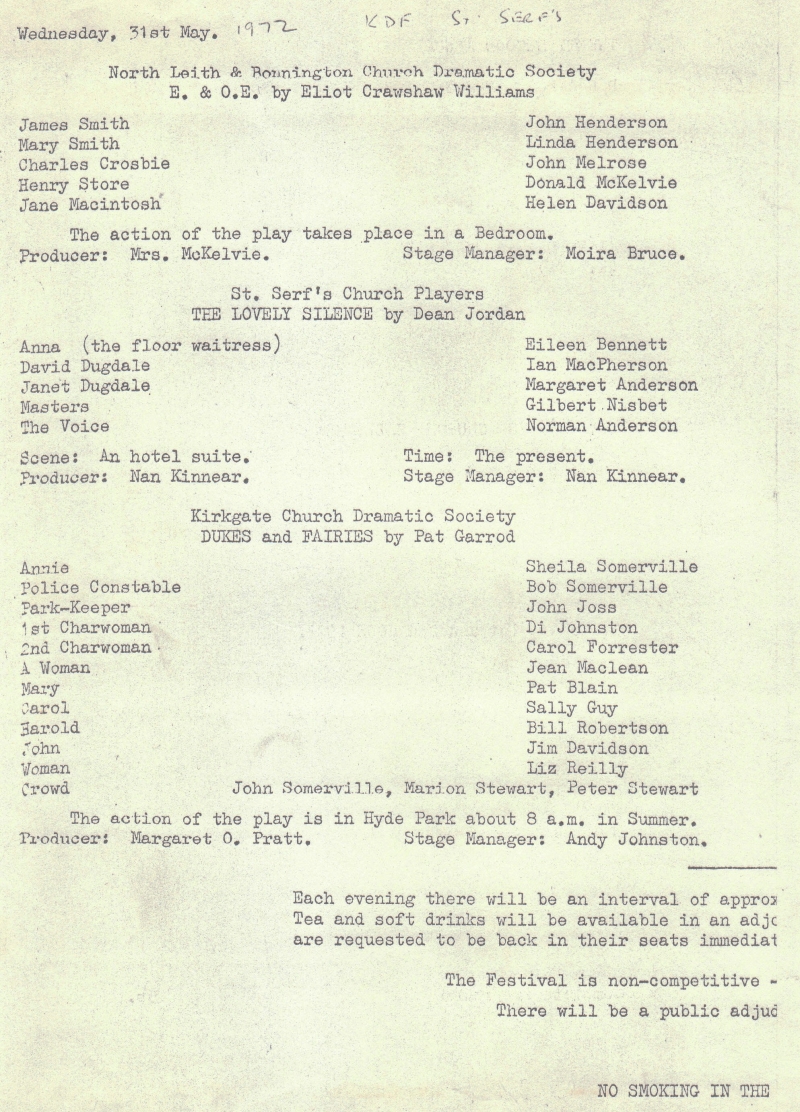 Wednesday, 31st May. 1972 KDF St. SERF'S
North Leith & Bonnington Church Dramatic Society
E. & O.E. by Eliot Crawshaw Williams
James Smith John Henderson
Mary Smith Linda Henderson
Charles Crosbie John Melrose
Henry Store Donald McKelvie
Jane Macintosh Helen Davidson
The action of the play takes place in a Bedroom.
Producer: Mrs. McKelvie. Stage Manager: Moira Bruce.
St. Serf's Church Players
THE LOVELY SILENCE by Dean Jordan
Anna (the floor waitress) Eileen Bennett
David Dugdale Ian MacPherson
Janet Dugdale Margaret Anderson
Masters Gilbert Nisbet
The Voice Norman Anderson
Scene: An hotel suite. Time: The present.
Producer: Nan Kinnear. Stage Manager: Nan Kinnear.
Kirkgate Church Dramatic Society
DUKES and FAIRIES by Pat Garrod
Annie Sheila Somerville
Police Constable Bob Somerville
Park-Keeper John Joss
1st Charwoman Di Johnston
2nd Charwoman Carol Forrester
A Woman Jean Maclean
Mary Pat Blain
Carol Sally Guy
Harold Bill Robertson
John Jim Davidson
Woman Liz Reilly
Crowd John Somerville, Marion Stewart, Peter Stewart
The action of the play is in Hyde Park about 8 a.m. in Summer.
Producer: Margaret O. Pratt. Stage Manager: Andy Johnston.
Each evening there will be an interval of approx
Tea and soft drinks will be available in an adjo
are requested to be back in their seats immediat
The Festival is non-competitive -
There will be a public adjud
NO SMOKING IN THE